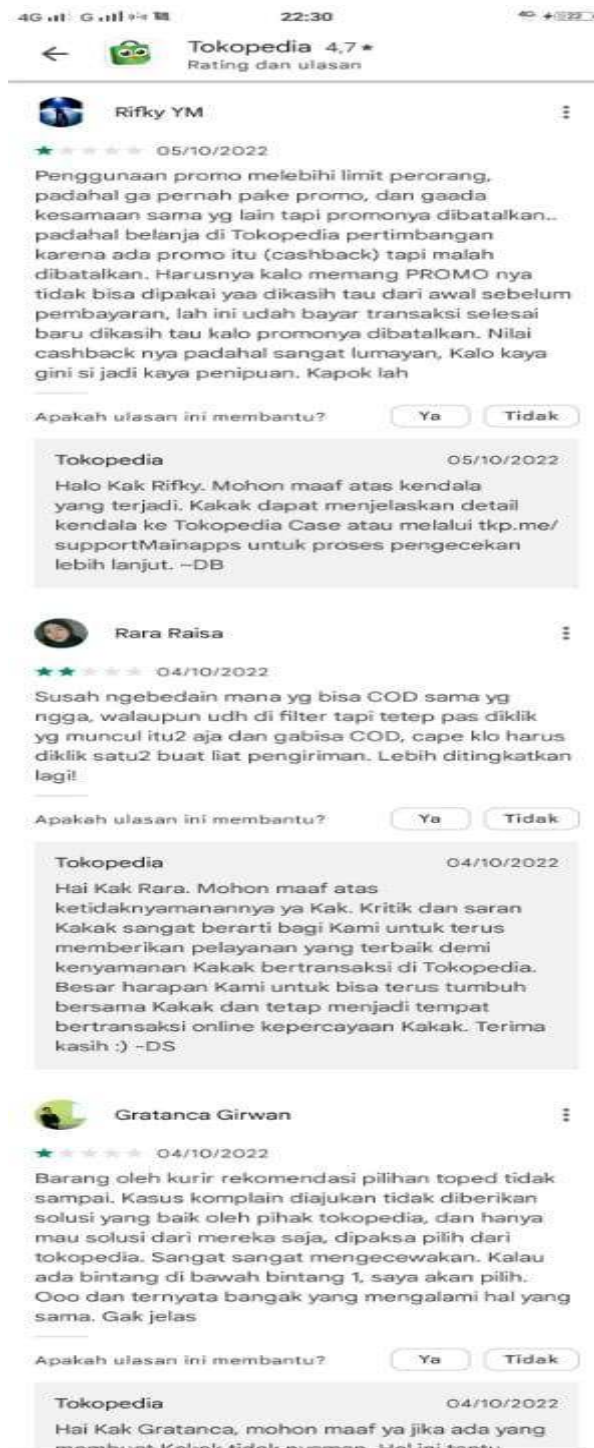 4G 22:30
Tokopedia 4,7 ★
Rating dan ulasan
Rifky YM
05/10/2022
Penggunaan promo melebihi limit perorang,
padahal ga pernah pake promo, dan gaada
kesamaan sama yg lain tapi promonya dibatalkan..
padahal belanja di Tokopedia pertimbangan
karena ada promo itu (cashback) tapi malah
dibatalkan. Harusnya kalo memang PROMO nya
tidak bisa dipakai yaa dikasih tau dari awal sebelum
pembayaran, lah ini udah bayar transaksi selesai
baru dikasih tau kalo promonya dibatalkan. Nilai
cashback nya padahal sangat lumayan, Kalo kaya
gini si jadi kaya penipuan. Kapok lah
Apakah ulasan ini membantu? Ya Tidak
Tokopedia 05/10/2022
Halo Kak Rifky. Mohon maaf atas kendala
yang terjadi. Kakak dapat menjelaskan detail
kendala ke Tokopedia Case atau melalui tkp.me/
supportMainapps untuk proses pengecekan
lebih lanjut. ~DB
Rara Raisa
04/10/2022
Susah ngebedain mana yg bisa COD sama yg
ngga, walaupun udh di filter tapi tetep pas diklik
yg muncul itu2 aja dan gabisa COD, cape klo harus
diklik satu2 buat liat pengiriman. Lebih ditingkatkan
lagi!
Apakah ulasan ini membantu? Ya Tidak
Tokopedia 04/10/2022
Hai Kak Rara. Mohon maaf atas
ketidaknyamanannya ya Kak. Kritik dan saran
Kakak sangat berarti bagi Kami untuk terus
memberikan pelayanan yang terbaik demi
kenyamanan Kakak bertransaksi di Tokopedia.
Besar harapan Kami untuk bisa terus tumbuh
bersama Kakak dan tetap menjadi tempat
bertransaksi online kepercayaan Kakak. Terima
kasih :) ~DS
Gratanca Girwan
04/10/2022
Barang oleh kurir rekomendasi pilihan toped tidak
sampai. Kasus komplain diajukan tidak diberikan
solusi yang baik oleh pihak tokopedia, dan hanya
mau solusi dari mereka saja, dipaksa pilih dari
tokopedia. Sangat sangat mengecewakan. Kalau
ada bintang di bawah bintang 1, saya akan pilih.
Ooo dan ternyata bangak yang mengalami hal yang
sama. Gak jelas
Apakah ulasan ini membantu? Ya Tidak
Tokopedia 04/10/2022
Hai Kak Gratanca, mohon maaf ya jika ada yang
membuat Kakak tidak nyaman. Hal ini tentu